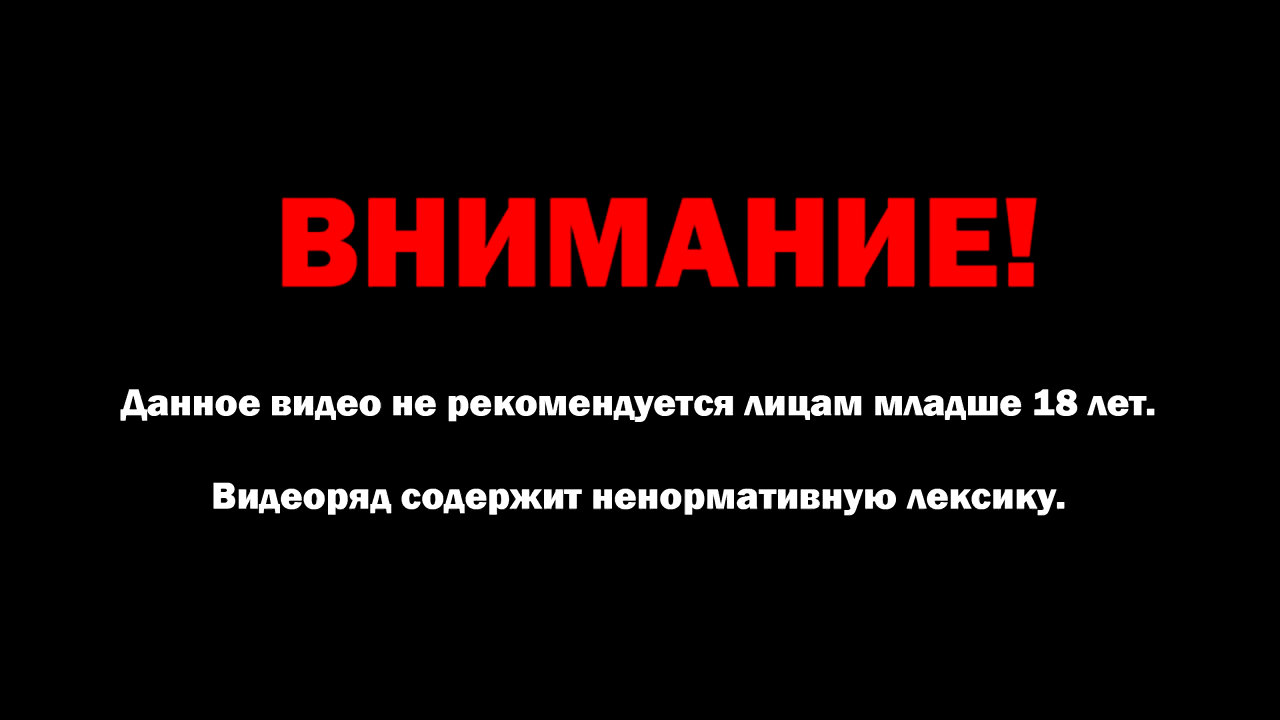 ВНИМАНИЕ!
Данное видео не рекомендуется лицам младше 18 лет.
Видеоряд содержит ненормативную лексику.